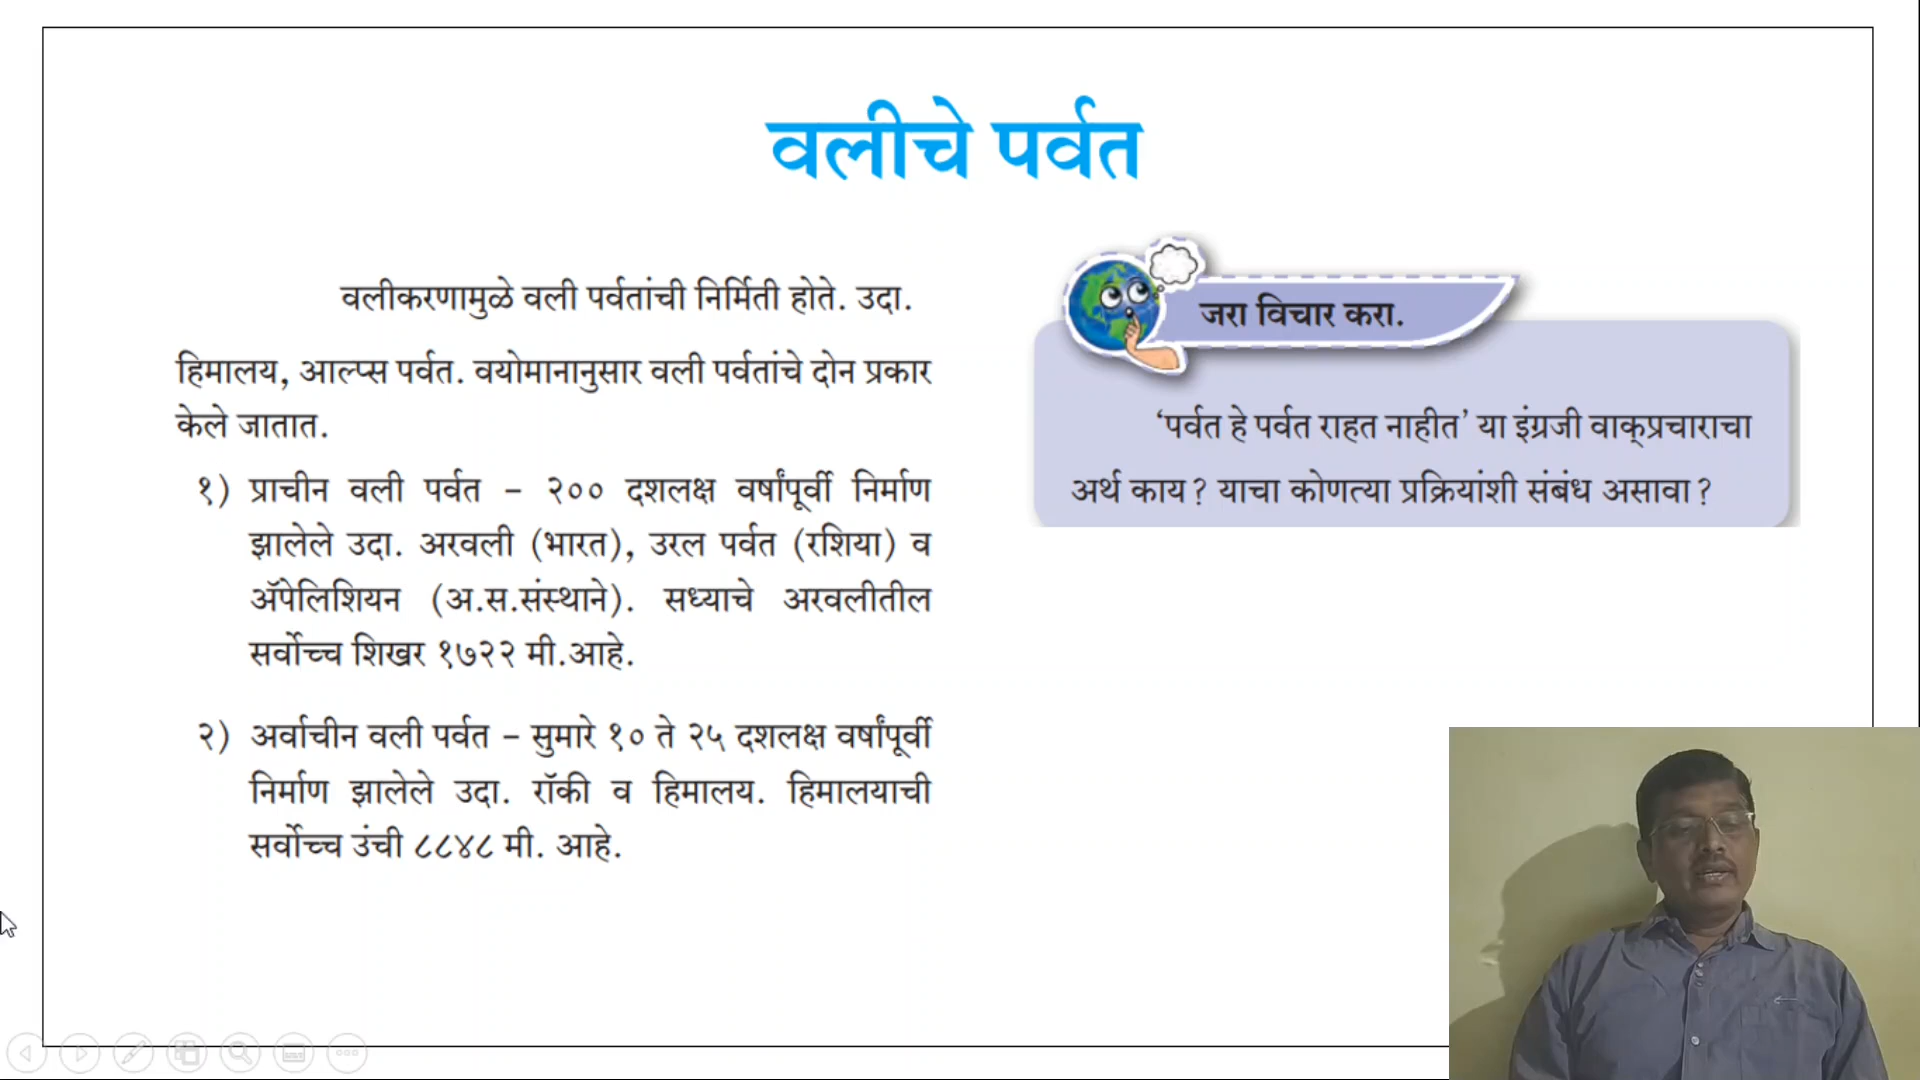 वलीचे पर्वत
वलीकरणामुळे वली पर्वतांची निर्मिती होते. उदा.
हिमालय, आल्प्स पर्वत. वयोमानानुसार वली पर्वतांचे दोन प्रकार
केले जातात.
१) प्राचीन वली पर्वत – २०० दशलक्ष वर्षांपूर्वी निर्माण
झालेले उदा. अरवली (भारत), उरल पर्वत (रशिया) व
ॲपेलिशियन (अ.स.संस्थाने). सध्याचे अरवलीतील
सर्वोच्च शिखर १७२२ मी.आहे.
२) अर्वाचीन वली पर्वत – सुमारे १० ते २५ दशलक्ष वर्षांपूर्वी
निर्माण झालेले उदा. रॉकी व हिमालय. हिमालयाची
सर्वोच्च उंची ८८४८ मी. आहे.
जरा विचार करा.
‘पर्वत हे पर्वत राहत नाहीत’ या इंग्रजी वाक्‌प्रचाराचा
अर्थ काय? याचा कोणत्या प्रक्रियांशी संबंध असावा?